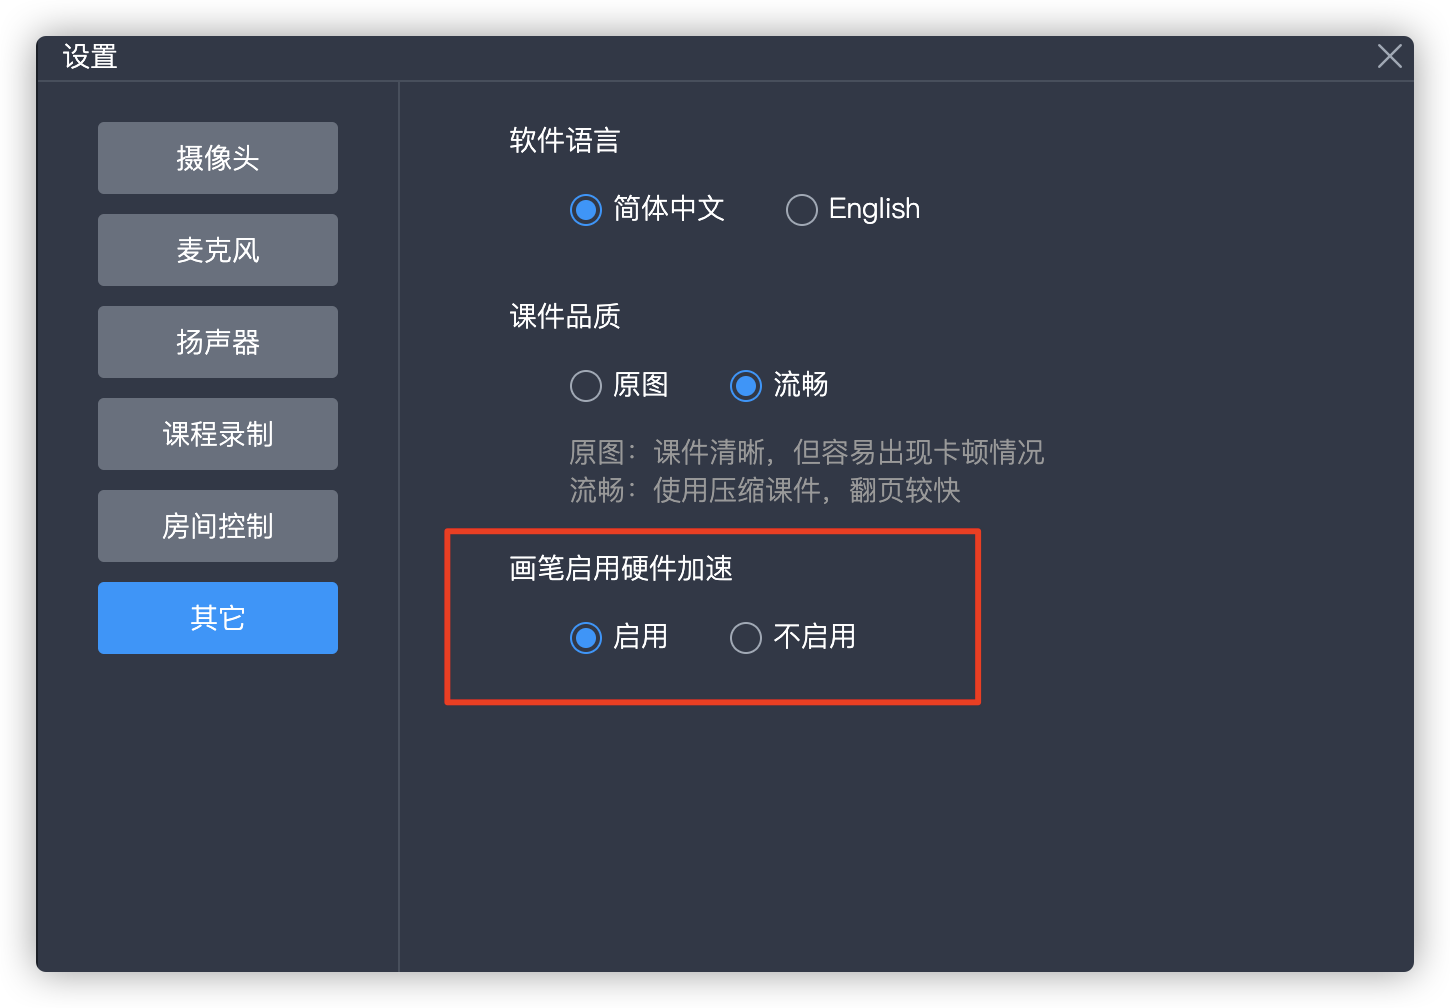 设置
摄像头
麦克风
扬声器
课程录制
房间控制
其它
软件语言
简体中文 English
课件品质
原图 流畅
原图：课件清晰，但容易出现卡顿情况
流畅：使用压缩课件，翻页较快
画笔启用硬件加速
启用 不启用